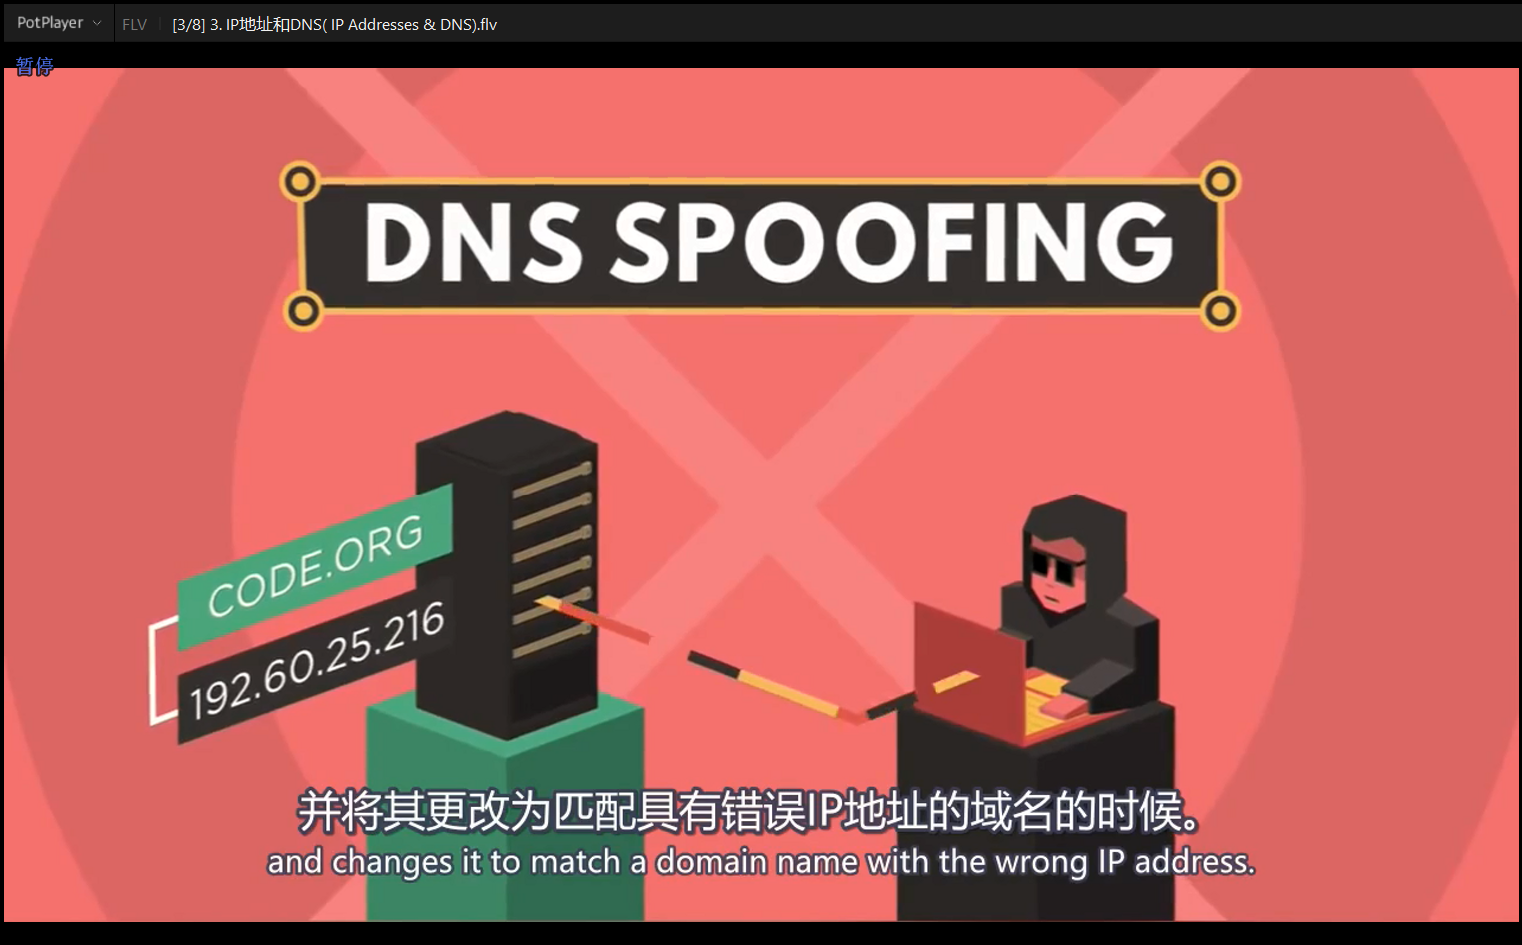 PotPlayer
FLV
[3/8] 3. IP地址和DNS( IP Addresses & DNS).flv
暂停
DNS SPOOFING
CODE.ORG
192.60.25.216
并将其更改为匹配具有错误IP地址的域名的时候。
and changes it to match a domain name with the wrong IP address.